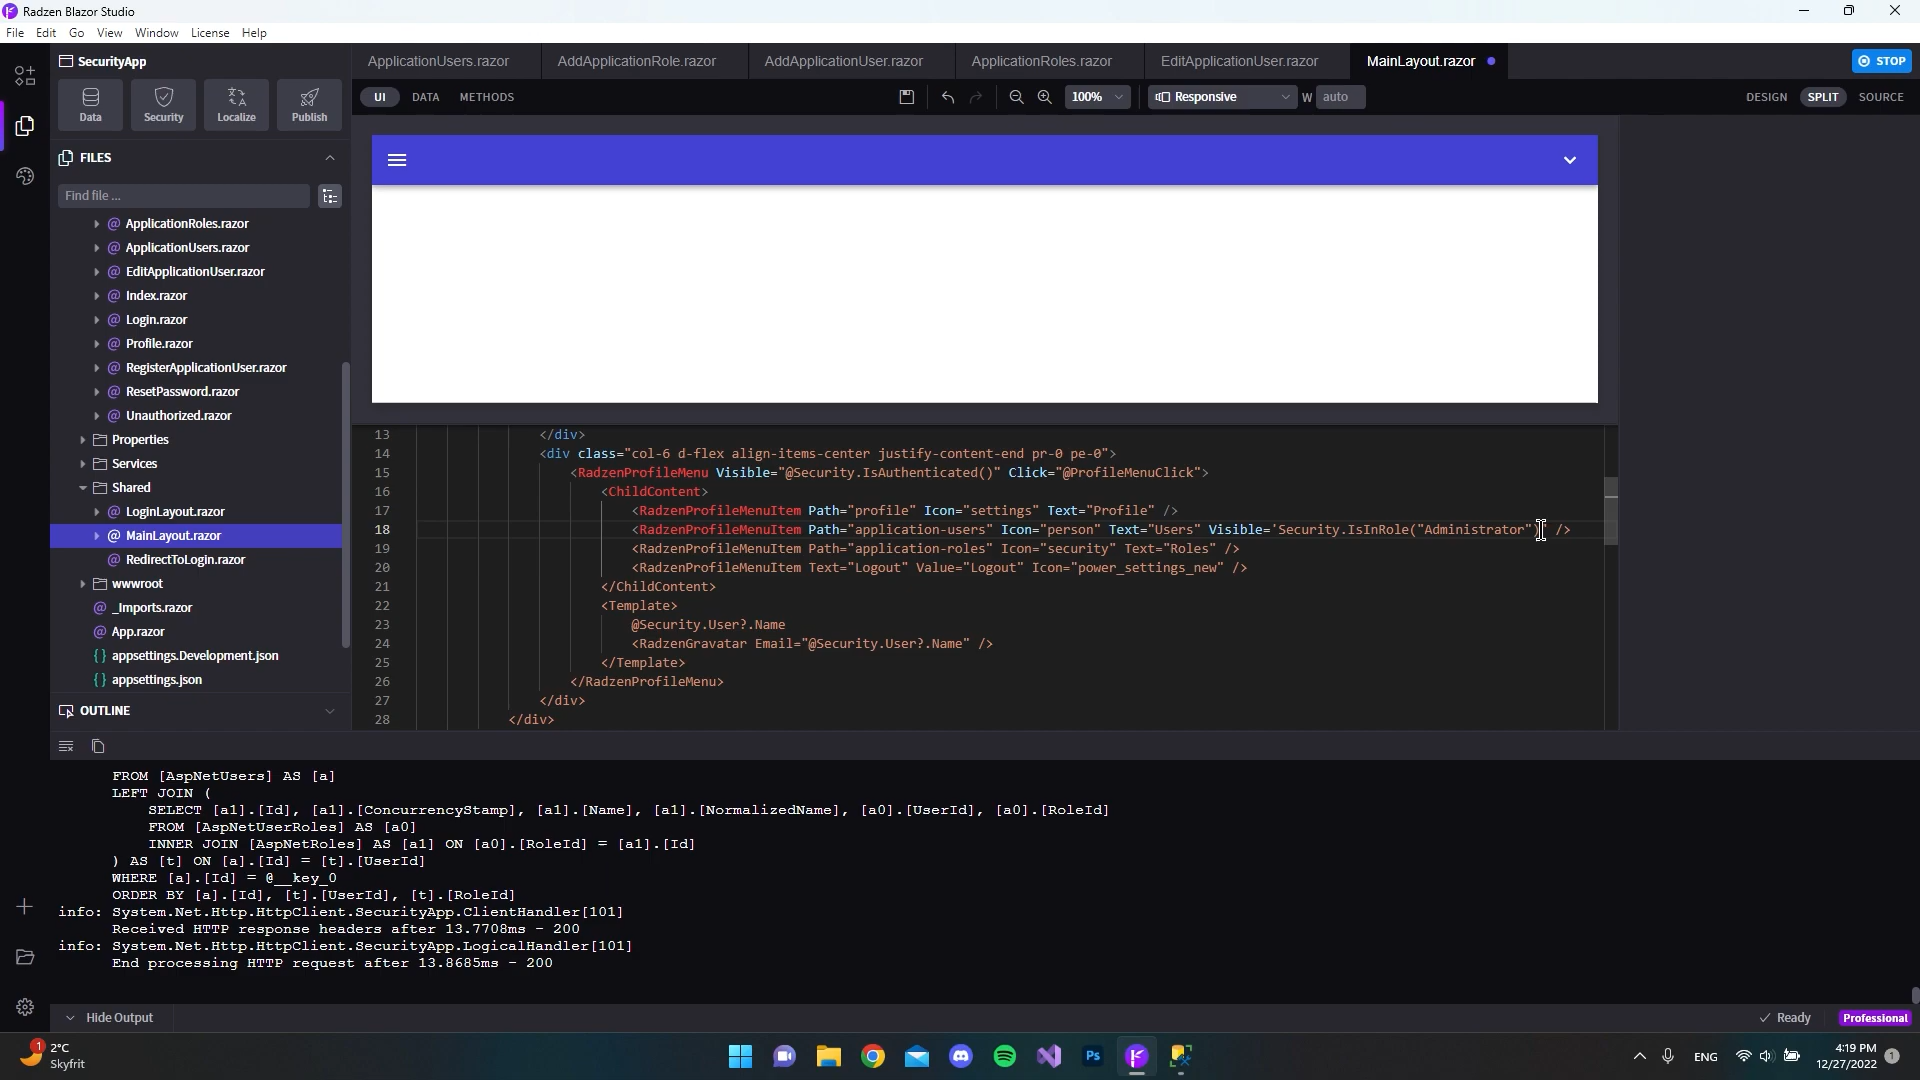 Radzen Blazor Studio
File Edit Go View Window License Help
SecurityApp
ApplicationUsers.razor AddApplicationRole.razor AddApplicationUser.razor ApplicationRoles.razor EditApplicationUser.razor MainLayout.razor
STOP
Data Security Localize Publish
UI DATA METHODS 100% Responsive W auto DESIGN SPLIT SOURCE
FILES
Find file ...
ApplicationRoles.razor
ApplicationUsers.razor
EditApplicationUser.razor
Index.razor
Login.razor
Profile.razor
RegisterApplicationUser.razor
ResetPassword.razor
Unauthorized.razor
Properties
Services
Shared
LoginLayout.razor
MainLayout.razor
RedirectToLogin.razor
wwwroot
_Imports.razor
App.razor
appsettings.Development.json
appsettings.json
OUTLINE
13 </div>
14 <div class="col-6 d-flex align-items-center justify-content-end pr-0 pe-0">
15 <RadzenProfileMenu Visible="@Security.IsAuthenticated()" Click="@ProfileMenuClick">
16 <ChildContent>
17 <RadzenProfileMenuItem Path="profile" Icon="settings" Text="Profile" />
18 <RadzenProfileMenuItem Path="application-users" Icon="person" Text="Users" Visible='Security.IsInRole("Administrator")" />
19 <RadzenProfileMenuItem Path="application-roles" Icon="security" Text="Roles" />
20 <RadzenProfileMenuItem Text="Logout" Value="Logout" Icon="power_settings_new" />
21 </ChildContent>
22 <Template>
23 @Security.User?.Name
24 <RadzenGravatar Email="@Security.User?.Name" />
25 </Template>
26 </RadzenProfileMenu>
27 </div>
28 </div>
FROM [AspNetUsers] AS [a]
LEFT JOIN (
SELECT [a1].[Id], [a1].[ConcurrencyStamp], [a1].[Name], [a1].[NormalizedName], [a0].[UserId], [a0].[RoleId]
FROM [AspNetUserRoles] AS [a0]
INNER JOIN [AspNetRoles] AS [a1] ON [a0].[RoleId] = [a1].[Id]
) AS [t] ON [a].[Id] = [t].[UserId]
WHERE [a].[Id] = @__key_0
ORDER BY [a].[Id], [t].[UserId], [t].[RoleId]
info: System.Net.Http.HttpClient.SecurityApp.ClientHandler[101]
Received HTTP response headers after 13.7708ms - 200
info: System.Net.Http.HttpClient.SecurityApp.LogicalHandler[101]
End processing HTTP request after 13.8685ms - 200
Hide Output Ready Professional
1 2°C
Skyfrit
Ps
ENG
4:19 PM
12/27/2022
1